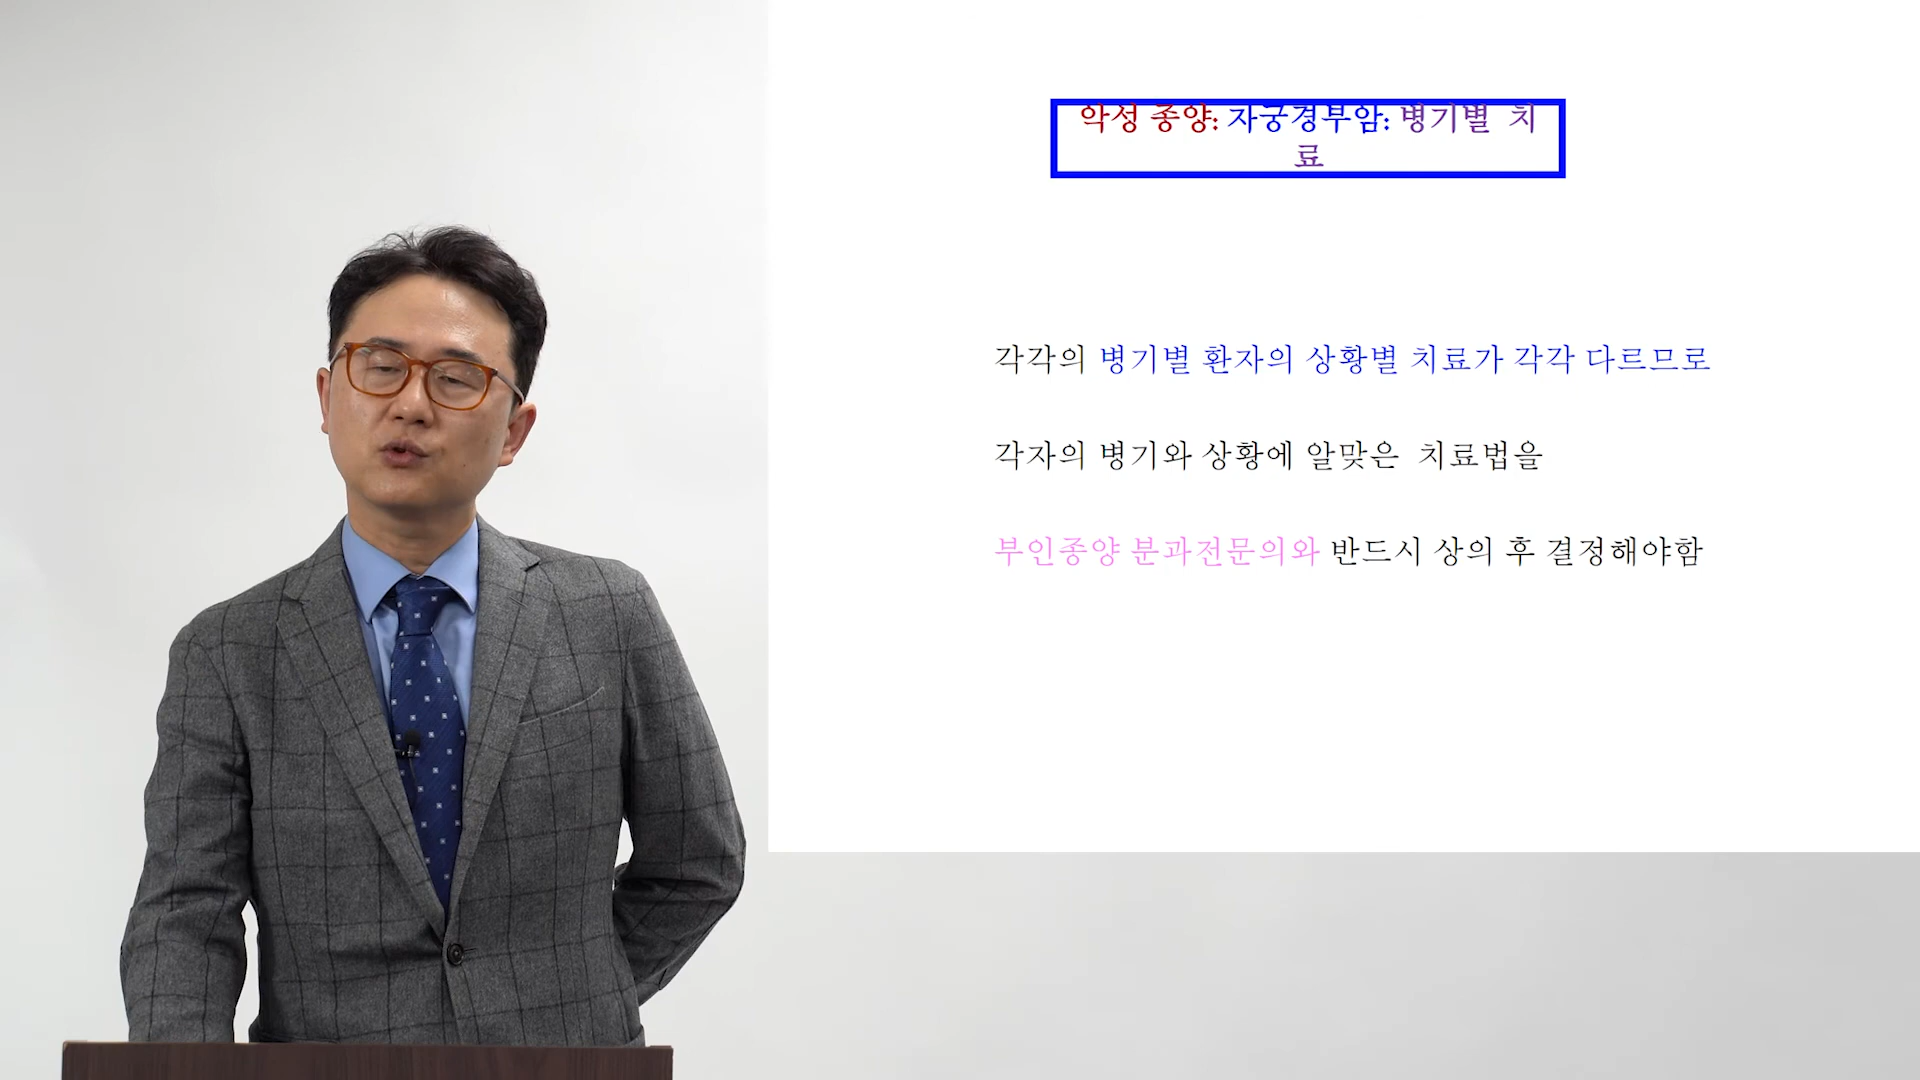 악성 종양: 자궁경부암: 병기별 치
료
각각의 병기별 환자의 상황별 치료가 각각 다르므로
각자의 병기와 상황에 알맞은 치료법을
부인종양 분과전문의와 반드시 상의 후 결정해야함